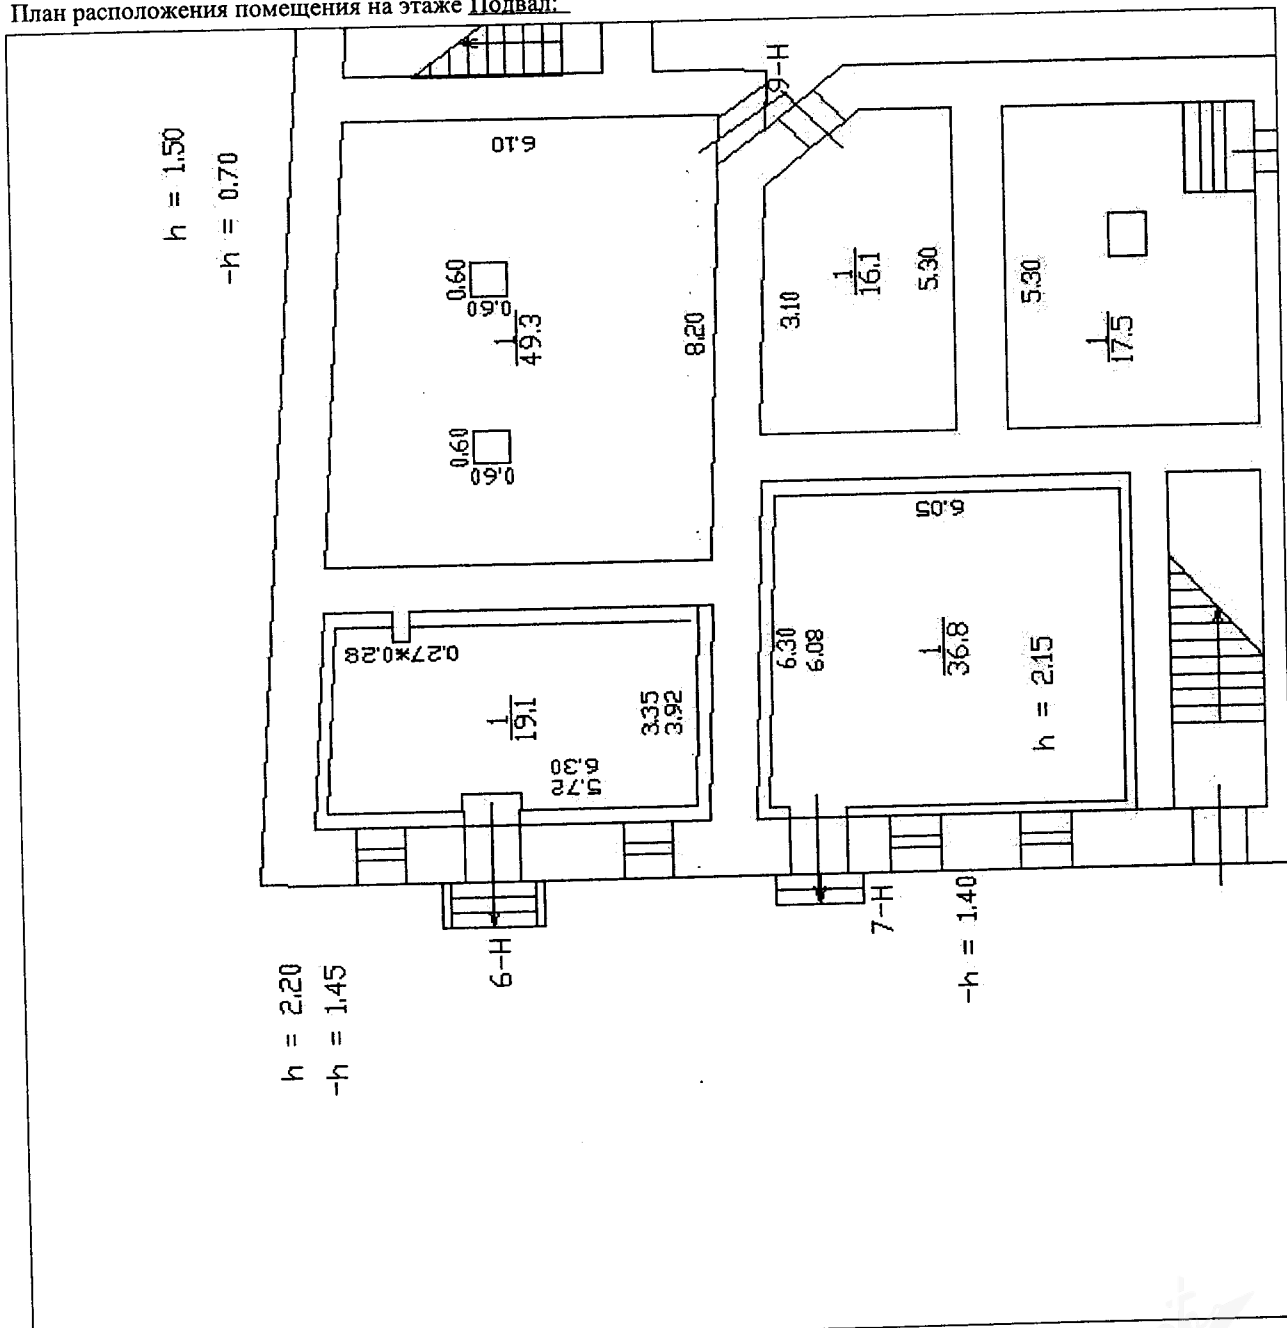 План расположения помещения на этаже Подвал:
9-Н
6.10
h = 1.50
-h = 0.70
0.60
0.60
1
49.3
8.20
3.10
1
16.1
5.30
5.30
1
17.5
0.60
0.60
6.05
0.27*0.28
6.30
6.08
1
36.8
h = 2.15
1
19.1
3.35
3.92
6.30
5.72
7-Н
-h = 1.40
6-Н
h = 2.20
-h = 1.45